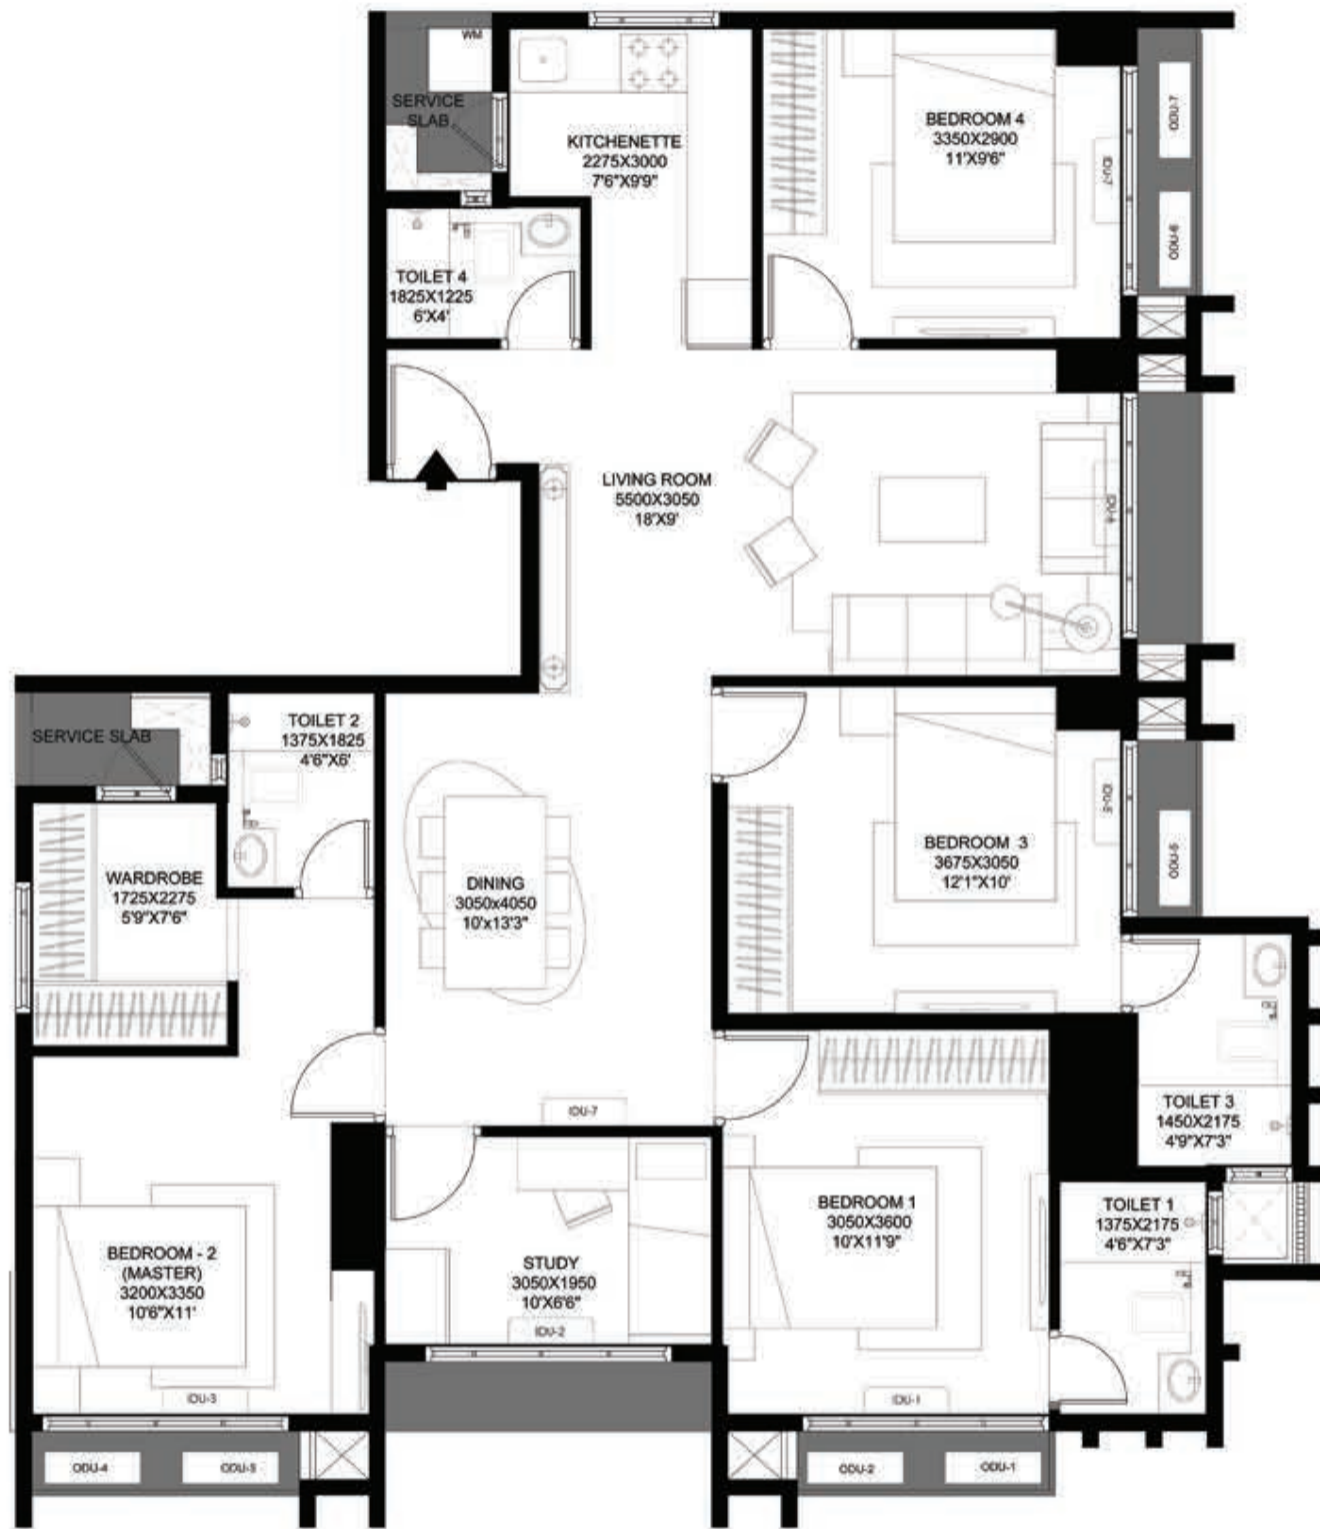 WM
SERVICE
SLAB
KITCHENETTE
2275X3000
7'6"X9'9"
BEDROOM 4
3350X2900
11'X9'6"
IDU-7
ODU-7
ODU-6
TOILET 4
1825X1225
6'X4'
LIVING ROOM
5500X3050
18'X9'
SERVICE SLAB
TOILET 2
1375X1825
4'6"X6'
WARDROBE
1725X2275
5'9"X7'6"
DINING
3050x4050
10'x13'3"
BEDROOM 3
3675X3050
12'1"X10'
IDU-5
ODU-5
IDU-7
TOILET 3
1450X2175
4'9"X7'3"
BEDROOM - 2
(MASTER)
3200X3350
10'6"X11'
IDU-3
STUDY
3050X1950
10'X6'6"
IDU-2
BEDROOM 1
3050X3600
10'X11'9"
IDU-1
TOILET 1
1375X2175
4'6"X7'3"
ODU-4
ODU-3
ODU-2
ODU-1